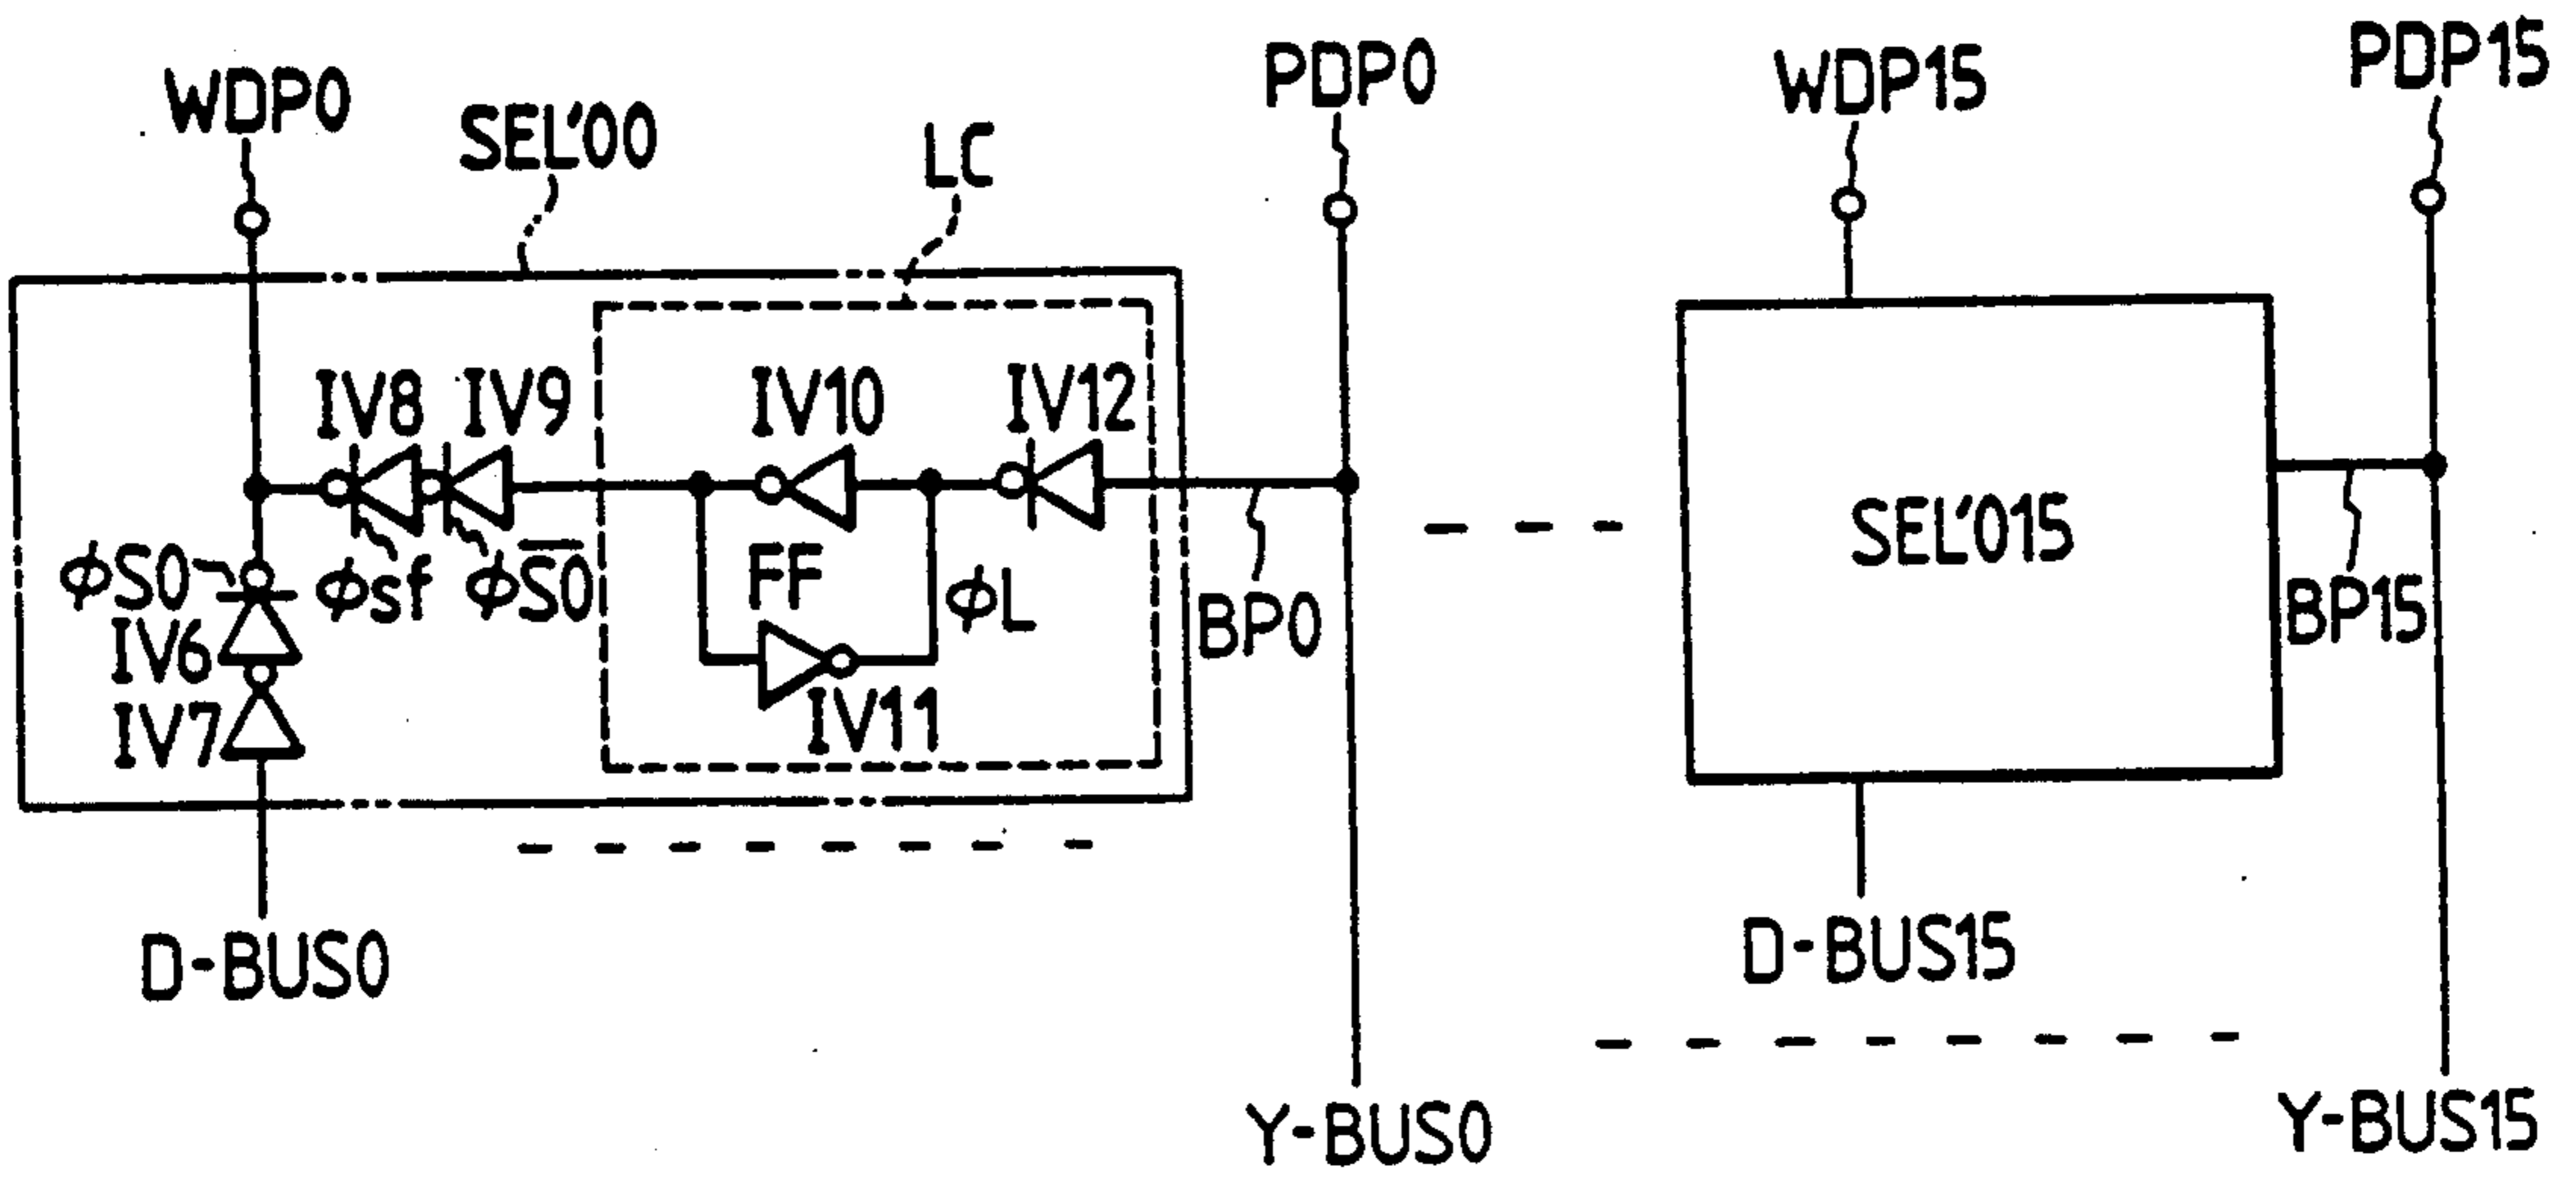 WDP0
SEL'00
LC
PDP0
WDP15
PDP15
IV8
IV9
IV10
IV12
φS0
φsf
φS̅0̅
FF
φL
BP0
SEL'015
BP15
IV6
IV7
IV11
D-BUS0
D-BUS15
Y-BUS0
Y-BUS15